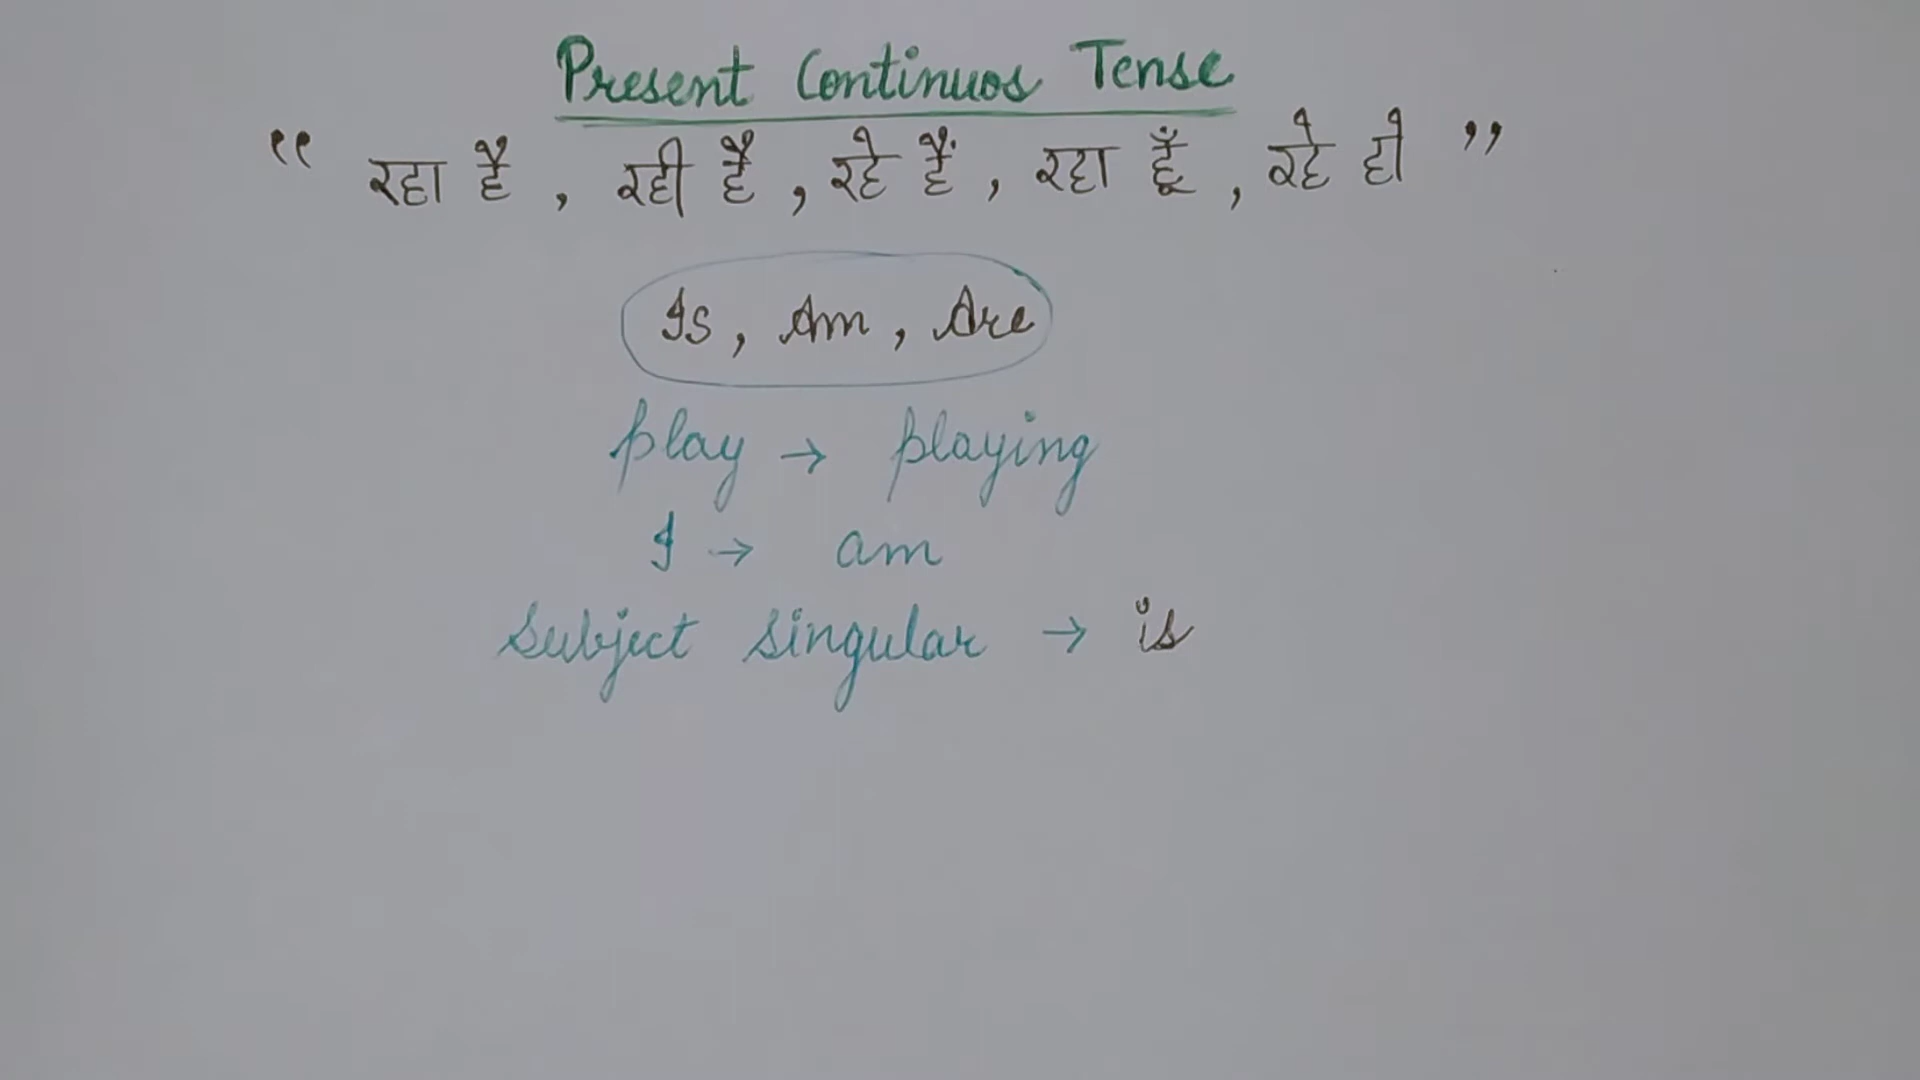 Present Continuos Tense
“ रहा है , रही है , रहे हैं , रहा हूँ , रहे हो ”
Is , Am , Are
play → playing
I → am
Subject singular → is